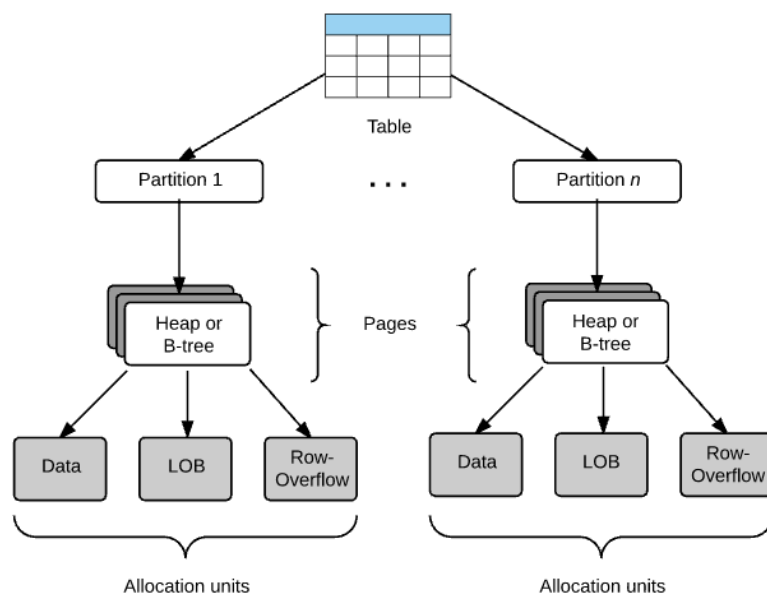 Table
Partition 1
. . .
Partition n
Heap or
B-tree
Pages
Heap or
B-tree
Data
LOB
Row-
Overflow
Data
LOB
Row-
Overflow
Allocation units
Allocation units